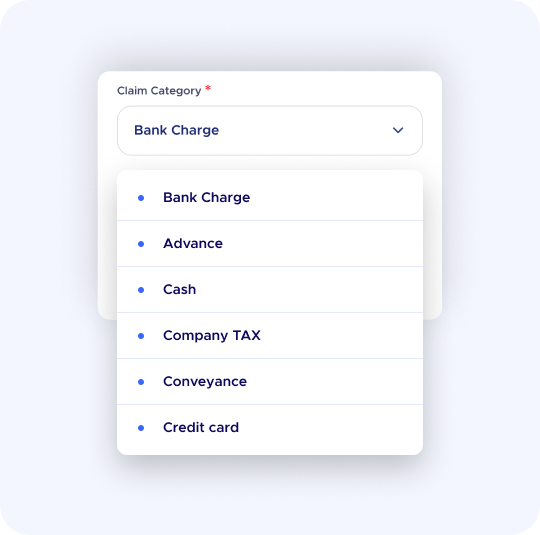 Claim Category *
Bank Charge
Bank Charge
Advance
Cash
Company TAX
Conveyance
Credit card